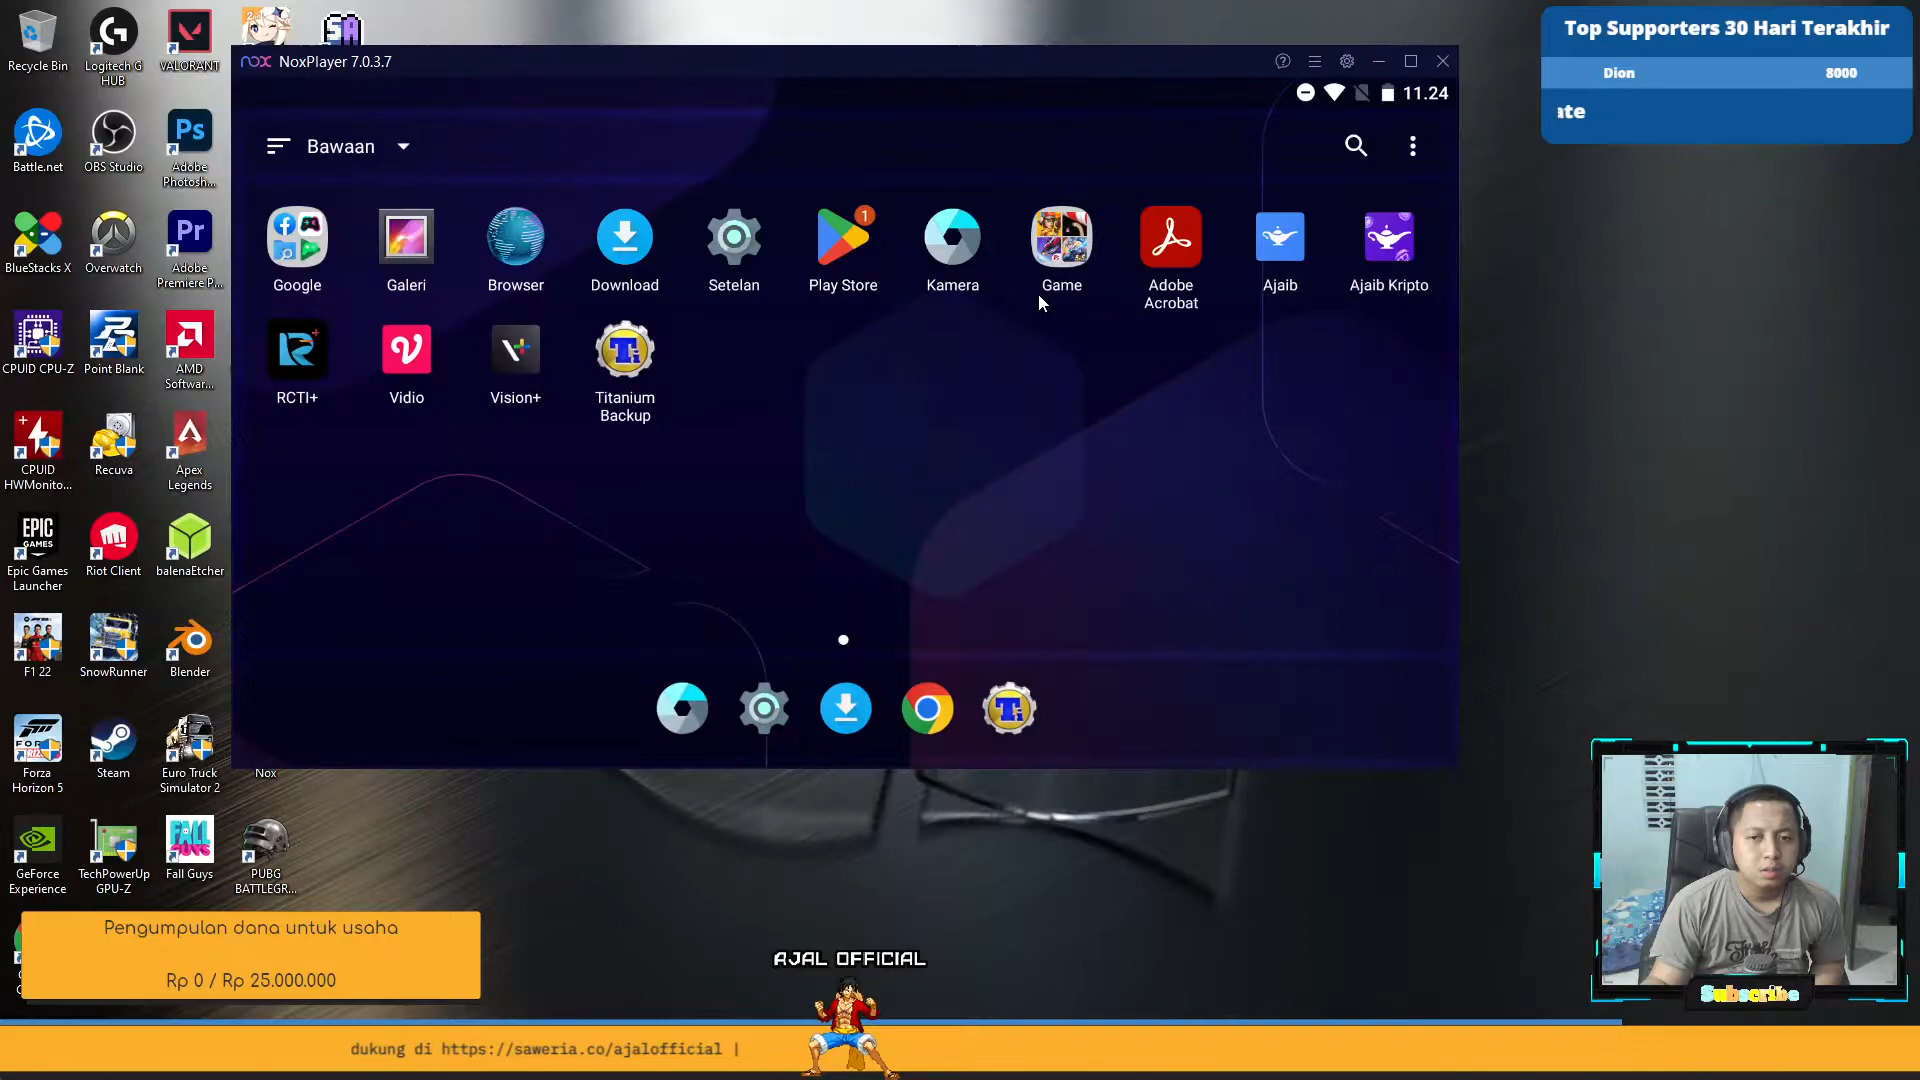 Recycle Bin
Logitech G
HUB
VALORANT
Battle.net
OBS Studio
Adobe
Photosh...
BlueStacks X
Overwatch
Adobe
Premiere P...
CPUID CPU-Z
Point Blank
AMD
Softwar...
CPUID
HWMonito...
Recuva
Apex
Legends
Epic Games
Launcher
Riot Client
balenaEtcher
F1 22
SnowRunner
Blender
Forza
Horizon 5
Steam
Euro Truck
Simulator 2
Nox
GeForce
Experience
TechPowerUp
GPU-Z
Fall Guys
PUBG
BATTLEGR...
nox NoxPlayer 7.0.3.7
11.24
Bawaan
Google
Galeri
Browser
Download
Setelan
Play Store
1
Kamera
Game
Adobe
Acrobat
Ajaib
Ajaib Kripto
RCTI+
Vidio
Vision+
Titanium
Backup
Top Supporters 30 Hari Terakhir
Dion 8000
ate
Pengumpulan dana untuk usaha
Rp 0 / Rp 25.000.000
AJAL OFFICIAL
Subscribe
dukung di https://saweria.co/ajalofficial |